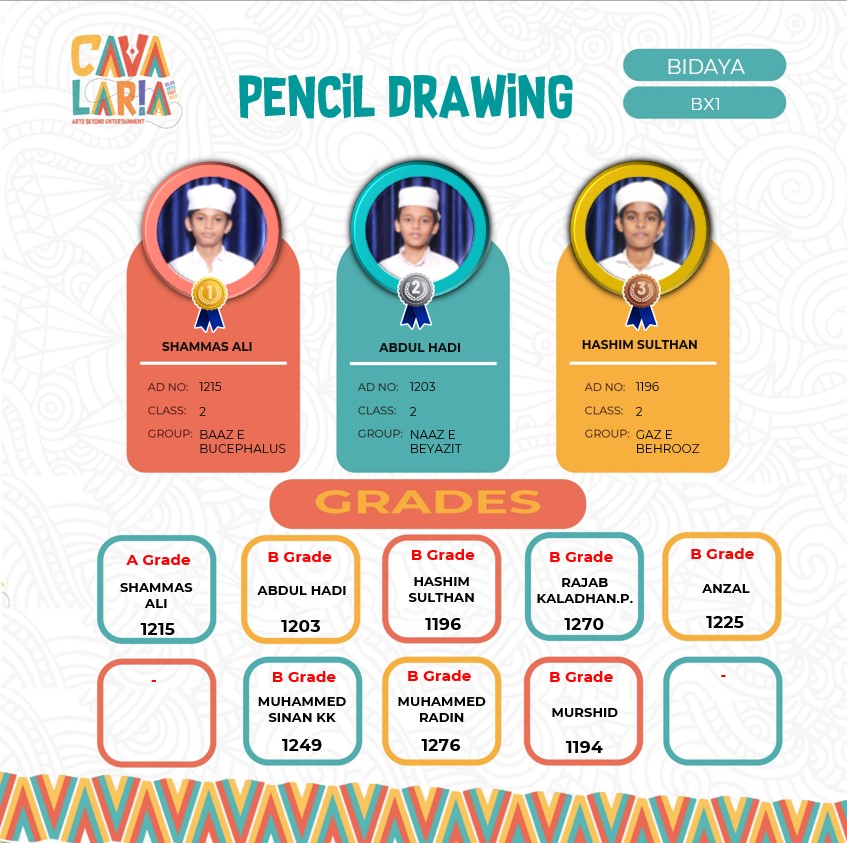 CAVA
LARIA
ARTS BEYOND ENTERTAINMENT
PENCIL DRAWING
BIDAYA
BX1
1
2
3
SHAMMAS ALI
AD NO: 1215
CLASS: 2
GROUP: BAAZ E
BUCEPHALUS
ABDUL HADI
AD NO: 1203
CLASS: 2
GROUP: NAAZ E
BEYAZIT
HASHIM SULTHAN
AD NO: 1196
CLASS: 2
GROUP: GAZ E
BEHROOZ
GRADES
A Grade
SHAMMAS
ALI
1215
B Grade
ABDUL HADI
1203
B Grade
HASHIM
SULTHAN
1196
B Grade
RAJAB
KALADHAN.P.
1270
B Grade
ANZAL
1225
-
B Grade
MUHAMMED
SINAN KK
1249
B Grade
MUHAMMED
RADIN
1276
B Grade
MURSHID
1194
-